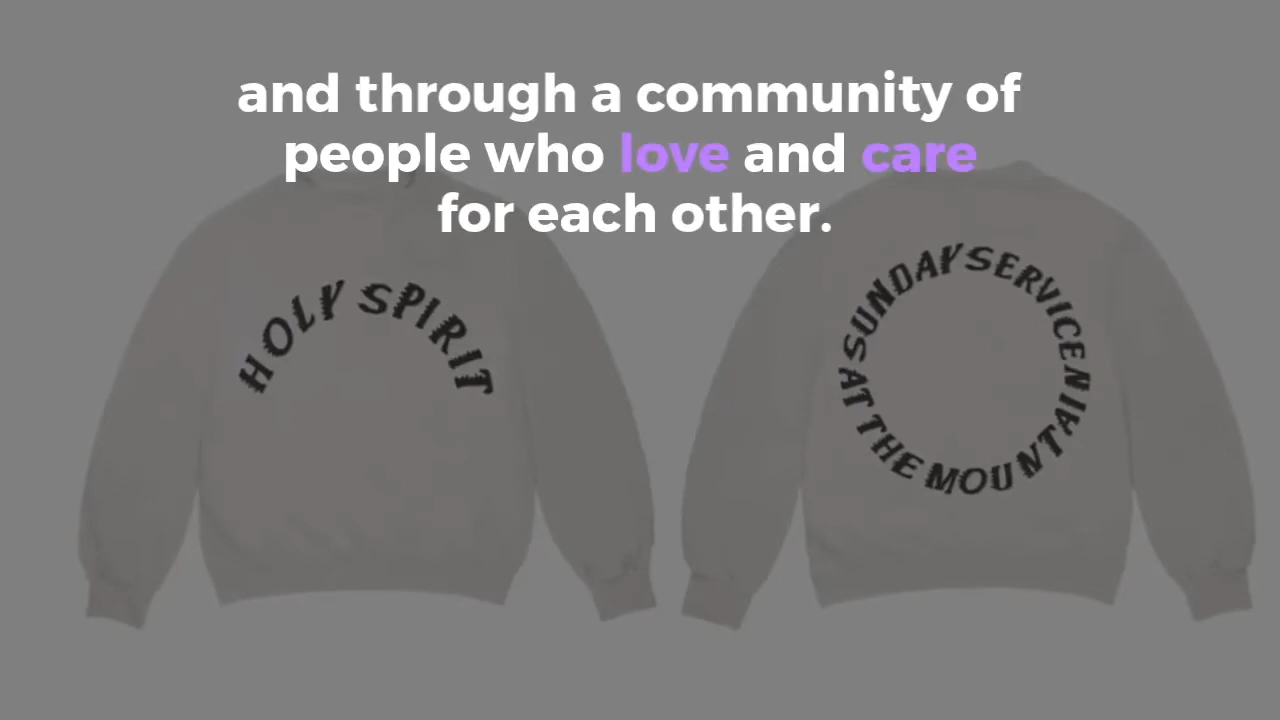 and through a community of
people who love and care
for each other.
HOLY SPIRIT
SUNDAY SERVICE
AT THE MOUNTAIN